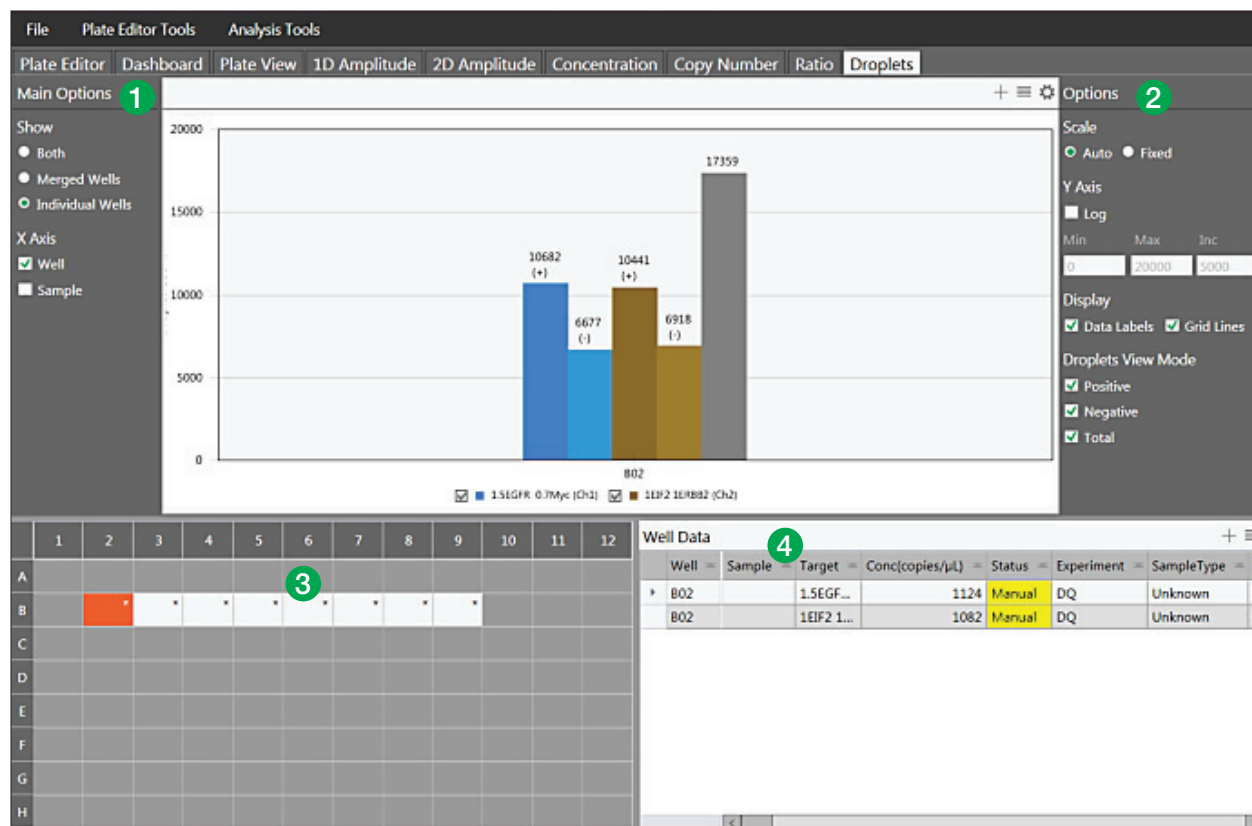 File Plate Editor Tools Analysis Tools
Plate Editor Dashboard Plate View 1D Amplitude 2D Amplitude Concentration Copy Number Ratio Droplets
Main Options 1
Show
Both
Merged Wells
Individual Wells
X Axis
Well
Sample
20000
15000
10000
5000
0
10682
(+)
6677
(-)
10441
(+)
6918
(-)
17359
B02
1.5EGFR 0.7Myc (Ch1) 1EIF2 1ERBB2 (Ch2)
Options 2
Scale
Auto Fixed
Y Axis
Log
Min Max Inc
0 20000 5000
Display
Data Labels Grid Lines
Droplets View Mode
Positive
Negative
Total
1 2 3 4 5 6 7 8 9 10 11 12
3
A
B * * * * * * * *
C
D
E
F
G
H
Well Data
4
Well Sample Target Conc(copies/µL) Status Experiment SampleType
B02 1.5EGF... 1124 Manual DQ Unknown
B02 1EIF2 1... 1082 Manual DQ Unknown